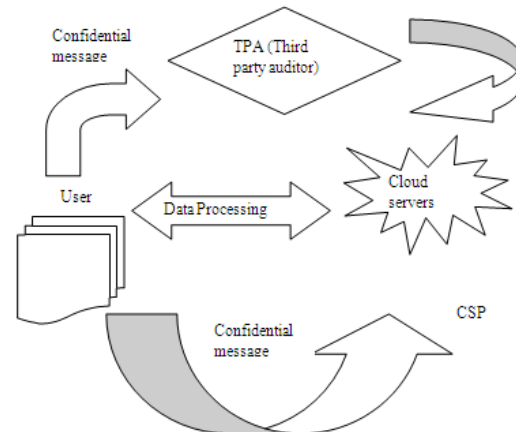 Confidential
message
TPA (Third
party auditor)
User
Data Processing
Cloud
servers
Confidential
message
CSP